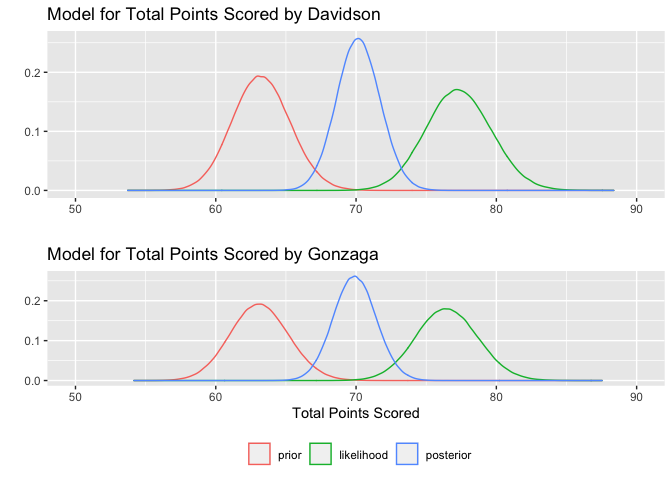 Model for Total Points Scored by Davidson
0.2
0.1
0.0
50 60 70 80 90
Model for Total Points Scored by Gonzaga
0.2
0.1
0.0
50 60 70 80 90
Total Points Scored
prior likelihood posterior